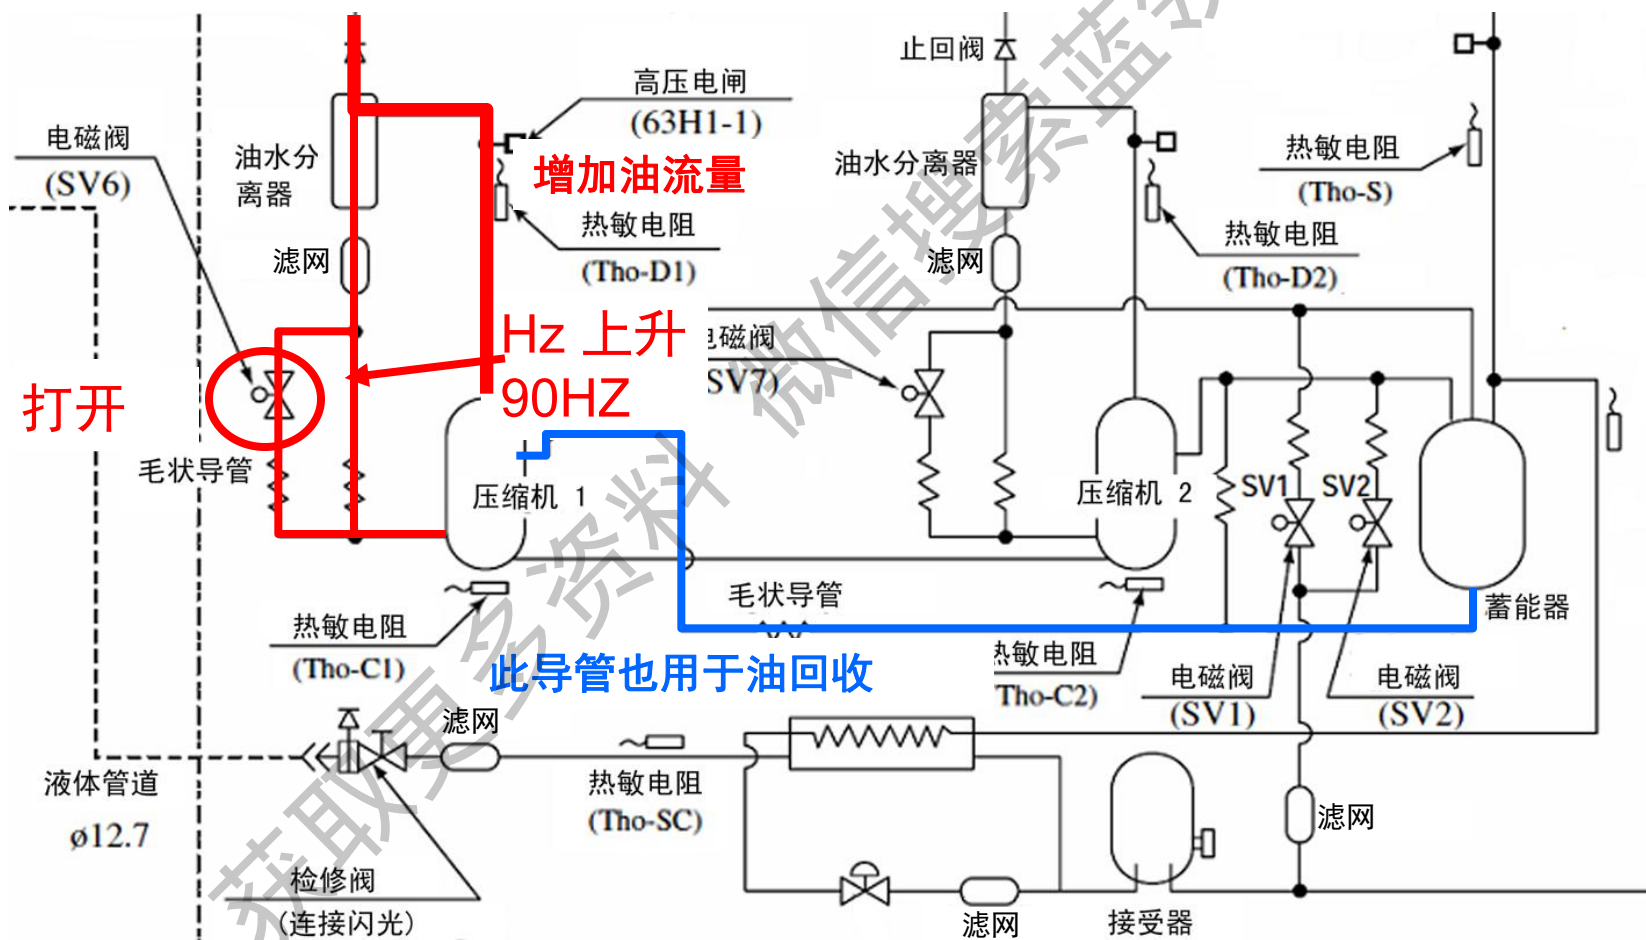 止回阀
高压电闸
(63H1-1)
电磁阀
(SV6)
油水分
离器
增加油流量
油水分离器
热敏电阻
(Tho-S)
热敏电阻
(Tho-D1)
热敏电阻
(Tho-D2)
滤网
滤网
Hz 上升
90HZ
电磁阀
SV7)
打开
毛状导管
压缩机 1
压缩机 2
SV1
SV2
毛状导管
蓄能器
热敏电阻
(Tho-C1)
此导管也用于油回收
热敏电阻
Tho-C2)
电磁阀
(SV1)
电磁阀
(SV2)
滤网
液体管道
ø12.7
热敏电阻
(Tho-SC)
滤网
检修阀
(连接闪光)
滤网
接受器
获取更多资料 微信搜索蓝领